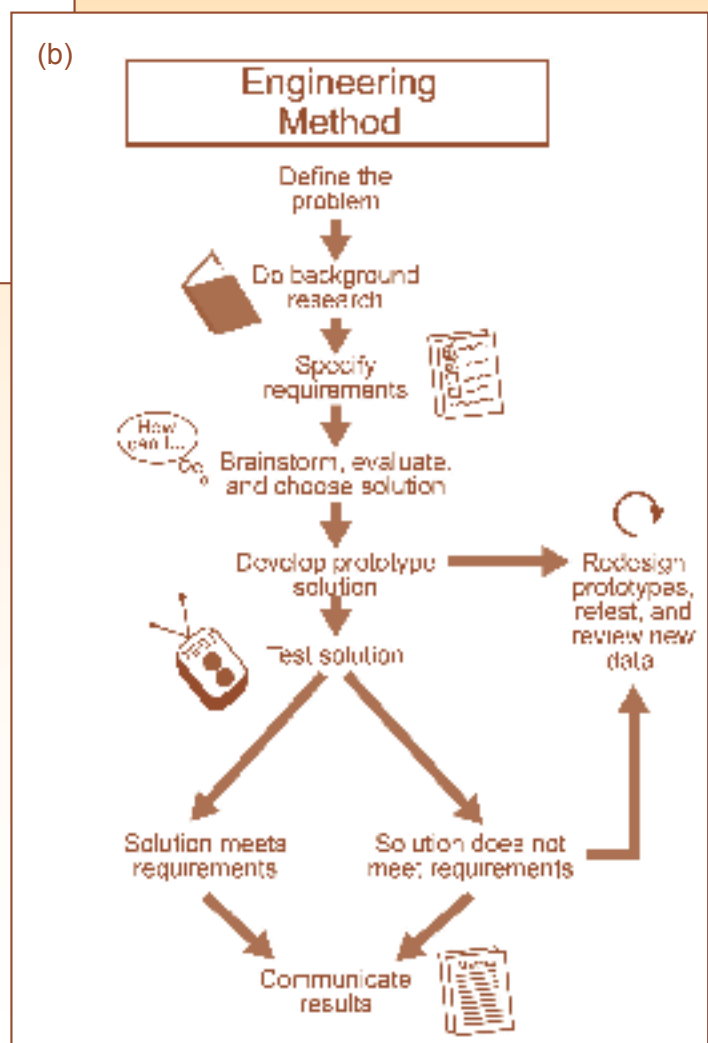 (b)
Engineering
Method
Define the
problem
Do background
research
Specify
requirements
How
can I...
Brainstorm, evaluate,
and choose solution
Develop prototype
solution
Redesign
prototypes,
retest, and
review new
data
Test solution
Solution meets
requirements
Solution does not
meet requirements
Communicate
results